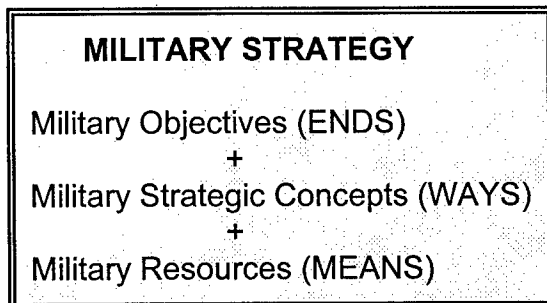 MILITARY STRATEGY
Military Objectives (ENDS)
+
Military Strategic Concepts (WAYS)
+
Military Resources (MEANS)